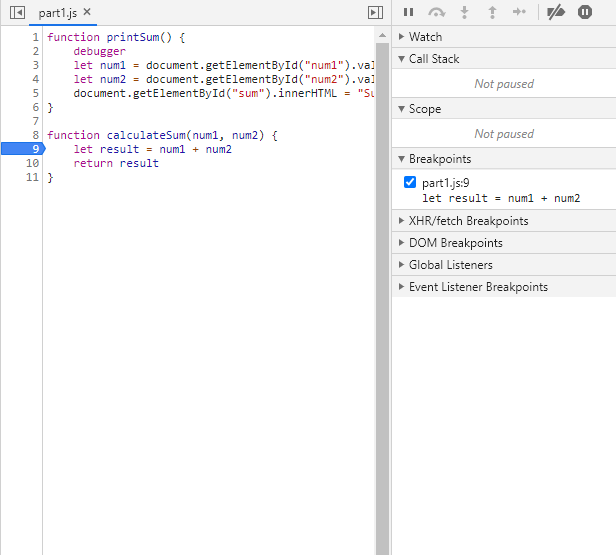 part1.js
1 function printSum() {
2 debugger
3 let num1 = document.getElementById("num1").val
4 let num2 = document.getElementById("num2").val
5 document.getElementById("sum").innerHTML = "Su
6 }
7
8 function calculateSum(num1, num2) {
9 let result = num1 + num2
10 return result
11 }
Watch
Call Stack
Not paused
Scope
Not paused
Breakpoints
part1.js:9
let result = num1 + num2
XHR/fetch Breakpoints
DOM Breakpoints
Global Listeners
Event Listener Breakpoints